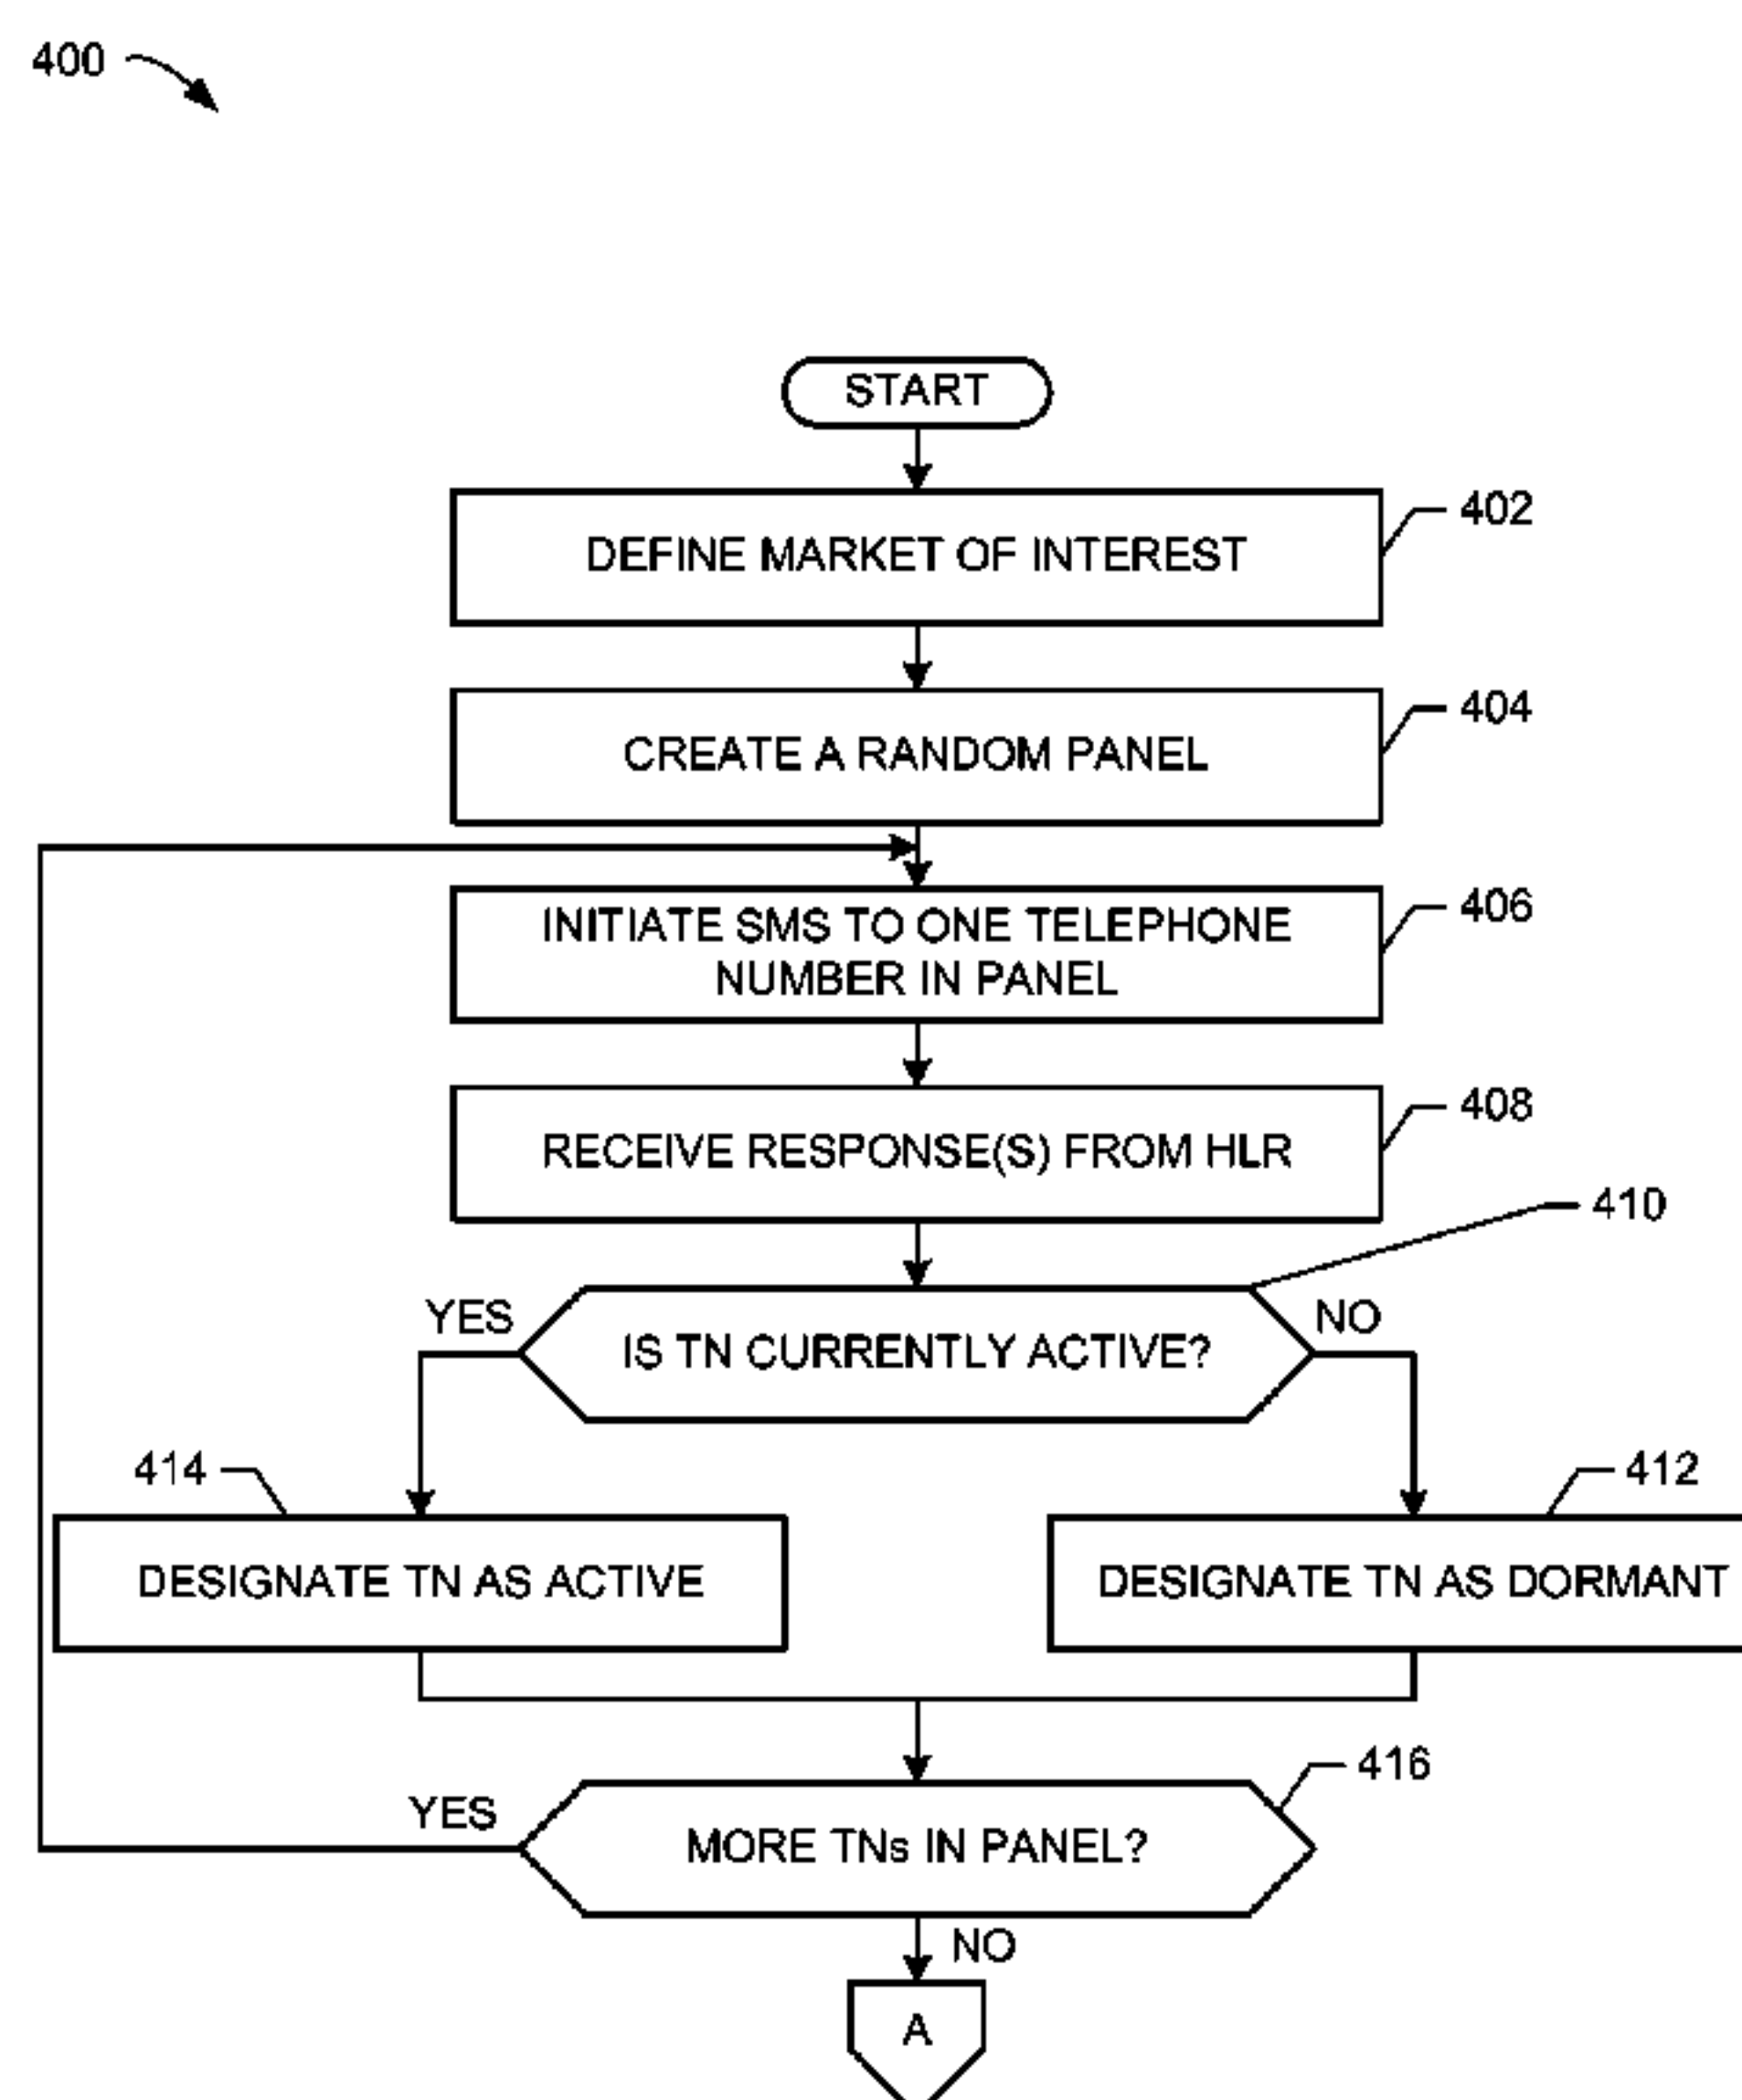 400
START
DEFINE MARKET OF INTEREST
402
CREATE A RANDOM PANEL
404
INITIATE SMS TO ONE TELEPHONE
NUMBER IN PANEL
406
RECEIVE RESPONSE(S) FROM HLR
408
410
YES
IS TN CURRENTLY ACTIVE?
NO
414
412
DESIGNATE TN AS ACTIVE
DESIGNATE TN AS DORMANT
416
YES
MORE TNs IN PANEL?
NO
A